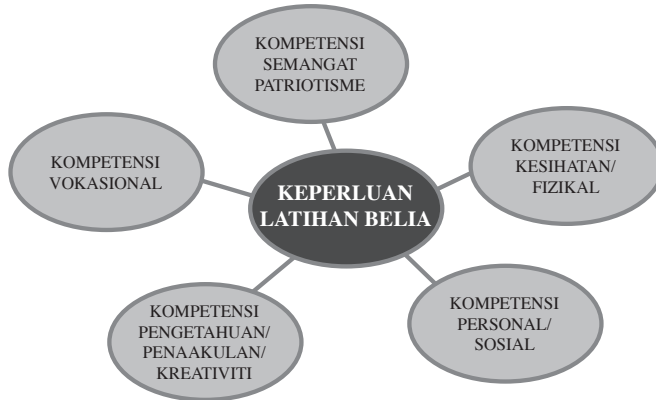 KOMPETENSI
SEMANGAT
PATRIOTISME
KOMPETENSI
VOKASIONAL
KOMPETENSI
KESIHATAN/
FIZIKAL
KEPERLUAN
LATIHAN BELIA
KOMPETENSI
PENGETAHUAN/
PENAAKULAN/
KREATIVITI
KOMPETENSI
PERSONAL/
SOSIAL